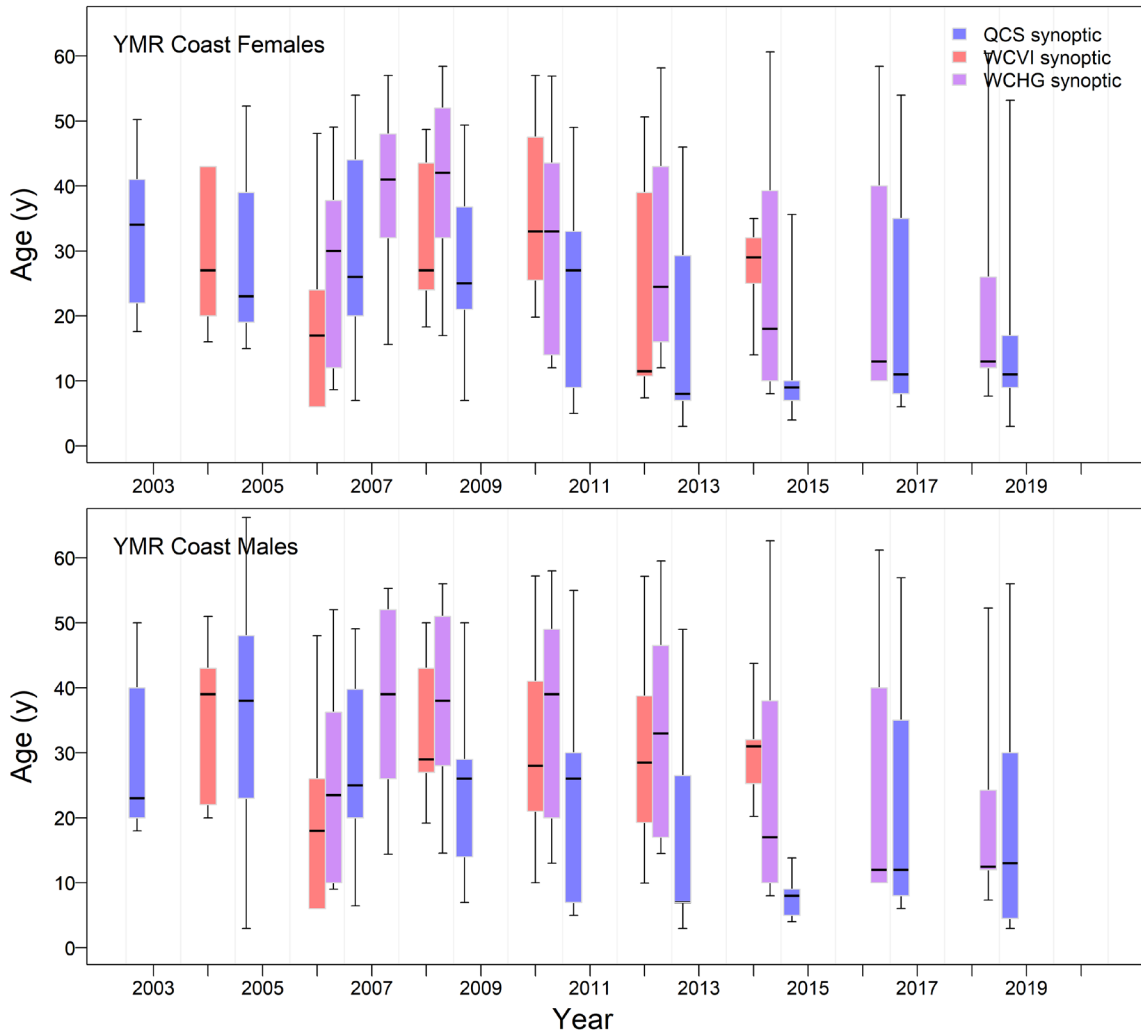 YMR Coast Females
QCS synoptic
WCVI synoptic
WCHG synoptic
Age (y)
60
50
40
30
20
10
0
2003 2005 2007 2009 2011 2013 2015 2017 2019
YMR Coast Males
Age (y)
60
50
40
30
20
10
0
2003 2005 2007 2009 2011 2013 2015 2017 2019
Year